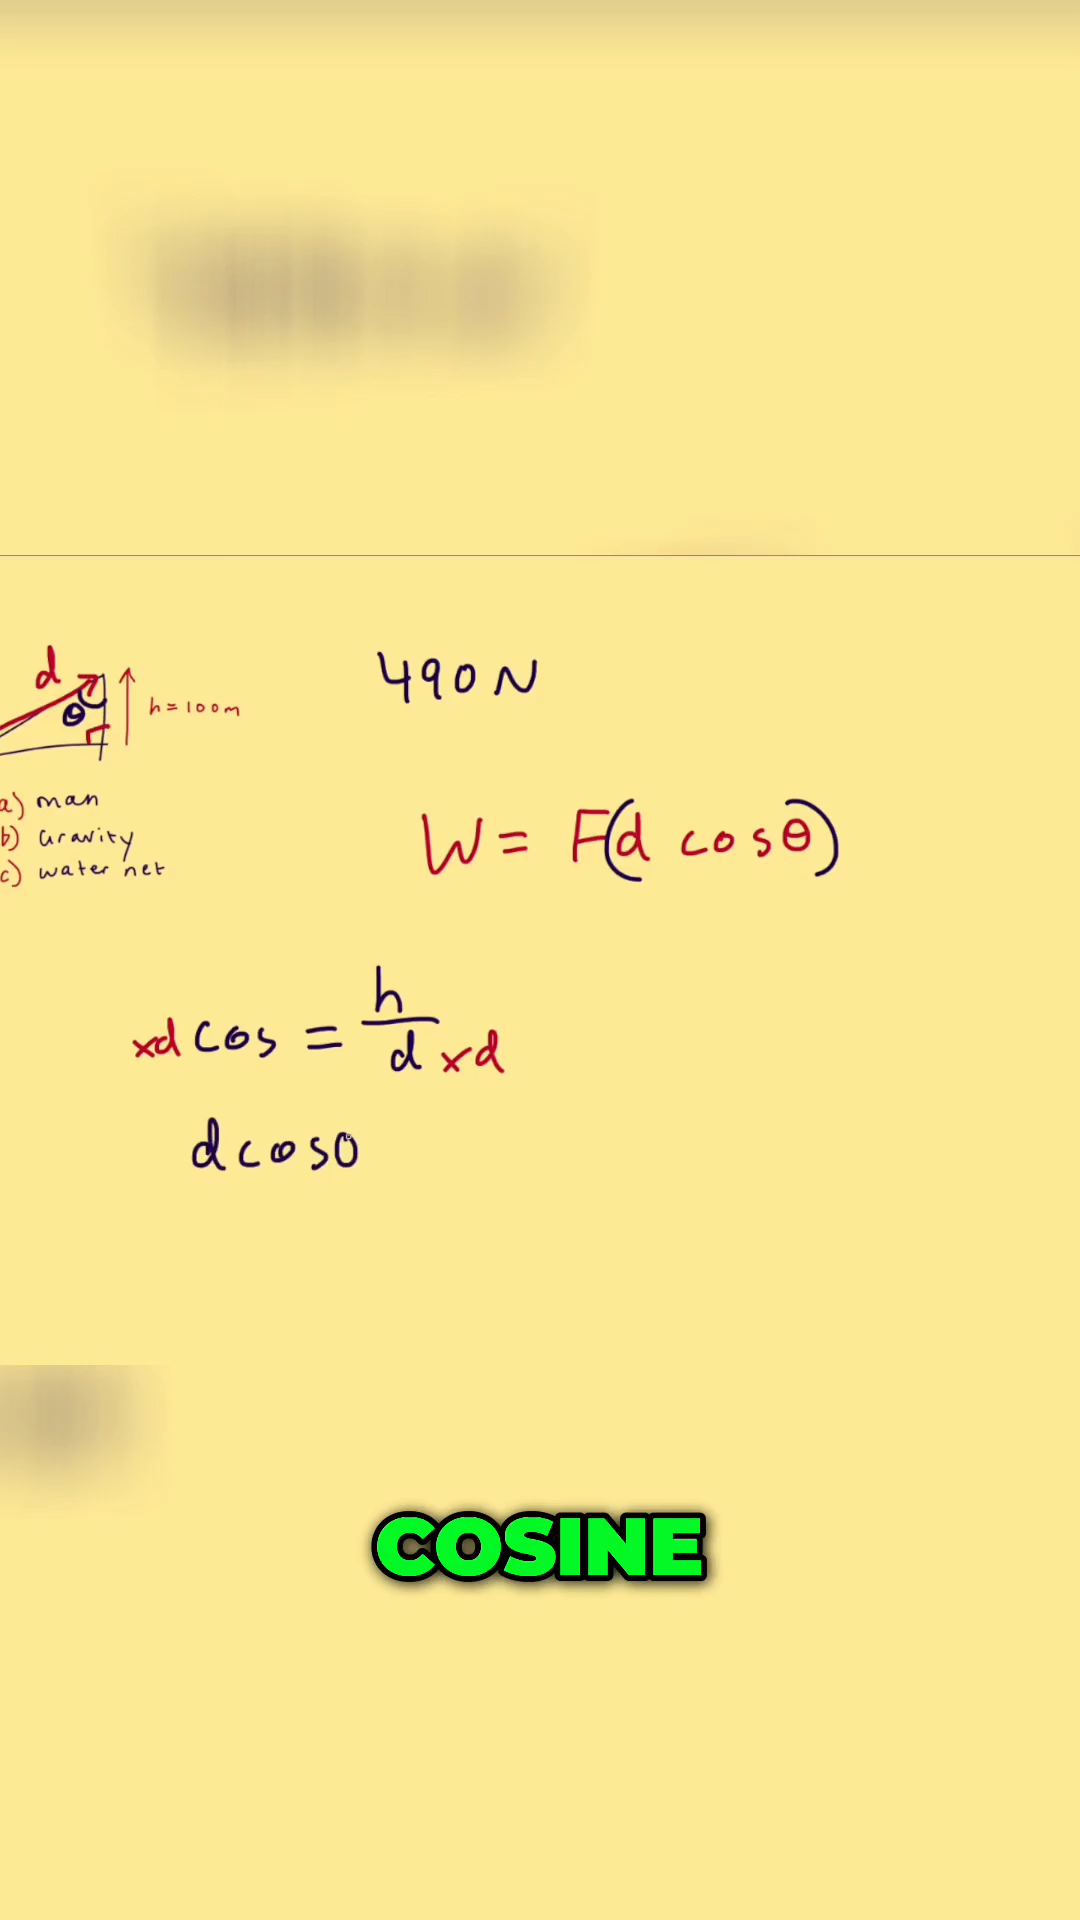 d
θ
h = 100m
490N
a) man
b) Gravity
c) water net
W = F(d cosθ)
xd cos = h/d xd
d cosθ
COSINE